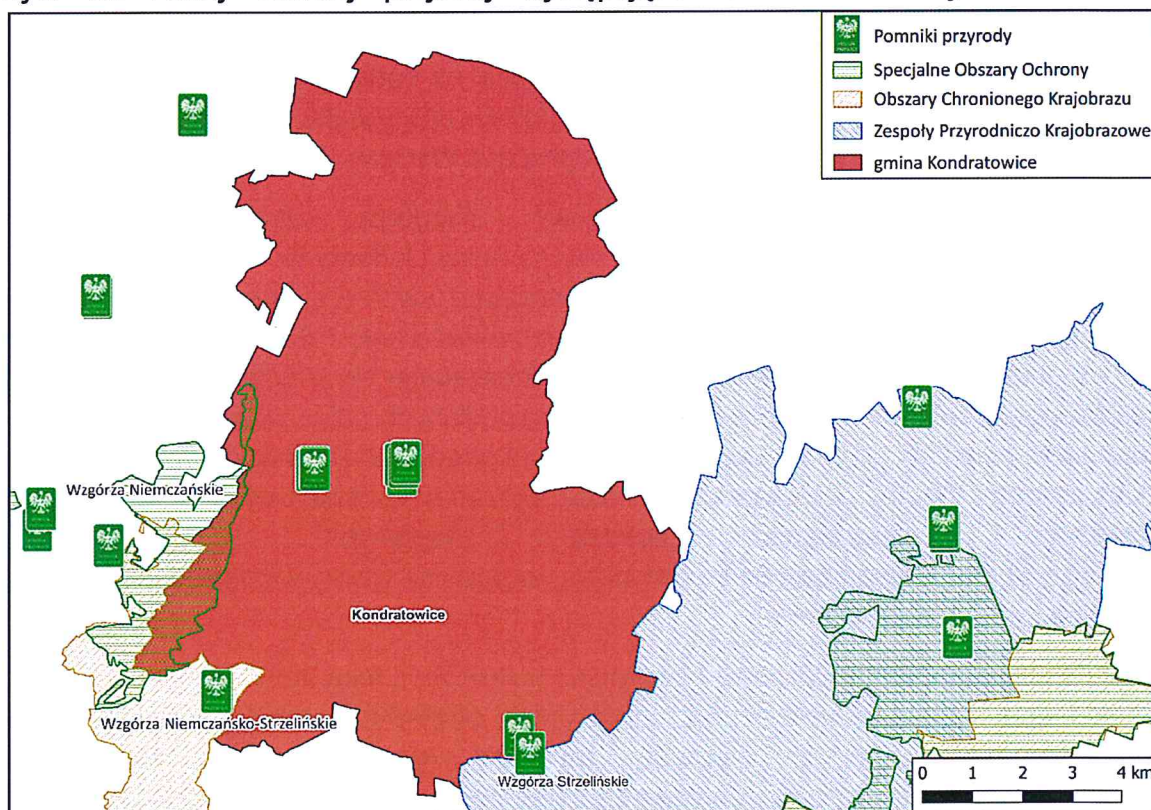 Pomniki przyrody
Specjalne Obszary Ochrony
Obszary Chronionego Krajobrazu
Zespoły Przyrodniczo Krajobrazowe
gmina Kondratowice
Wzgórza Niemczańskie
Kondratowice
Wzgórza Niemczańsko-Strzelińskie
Wzgórza Strzelińskie
0 1 2 3 4 km